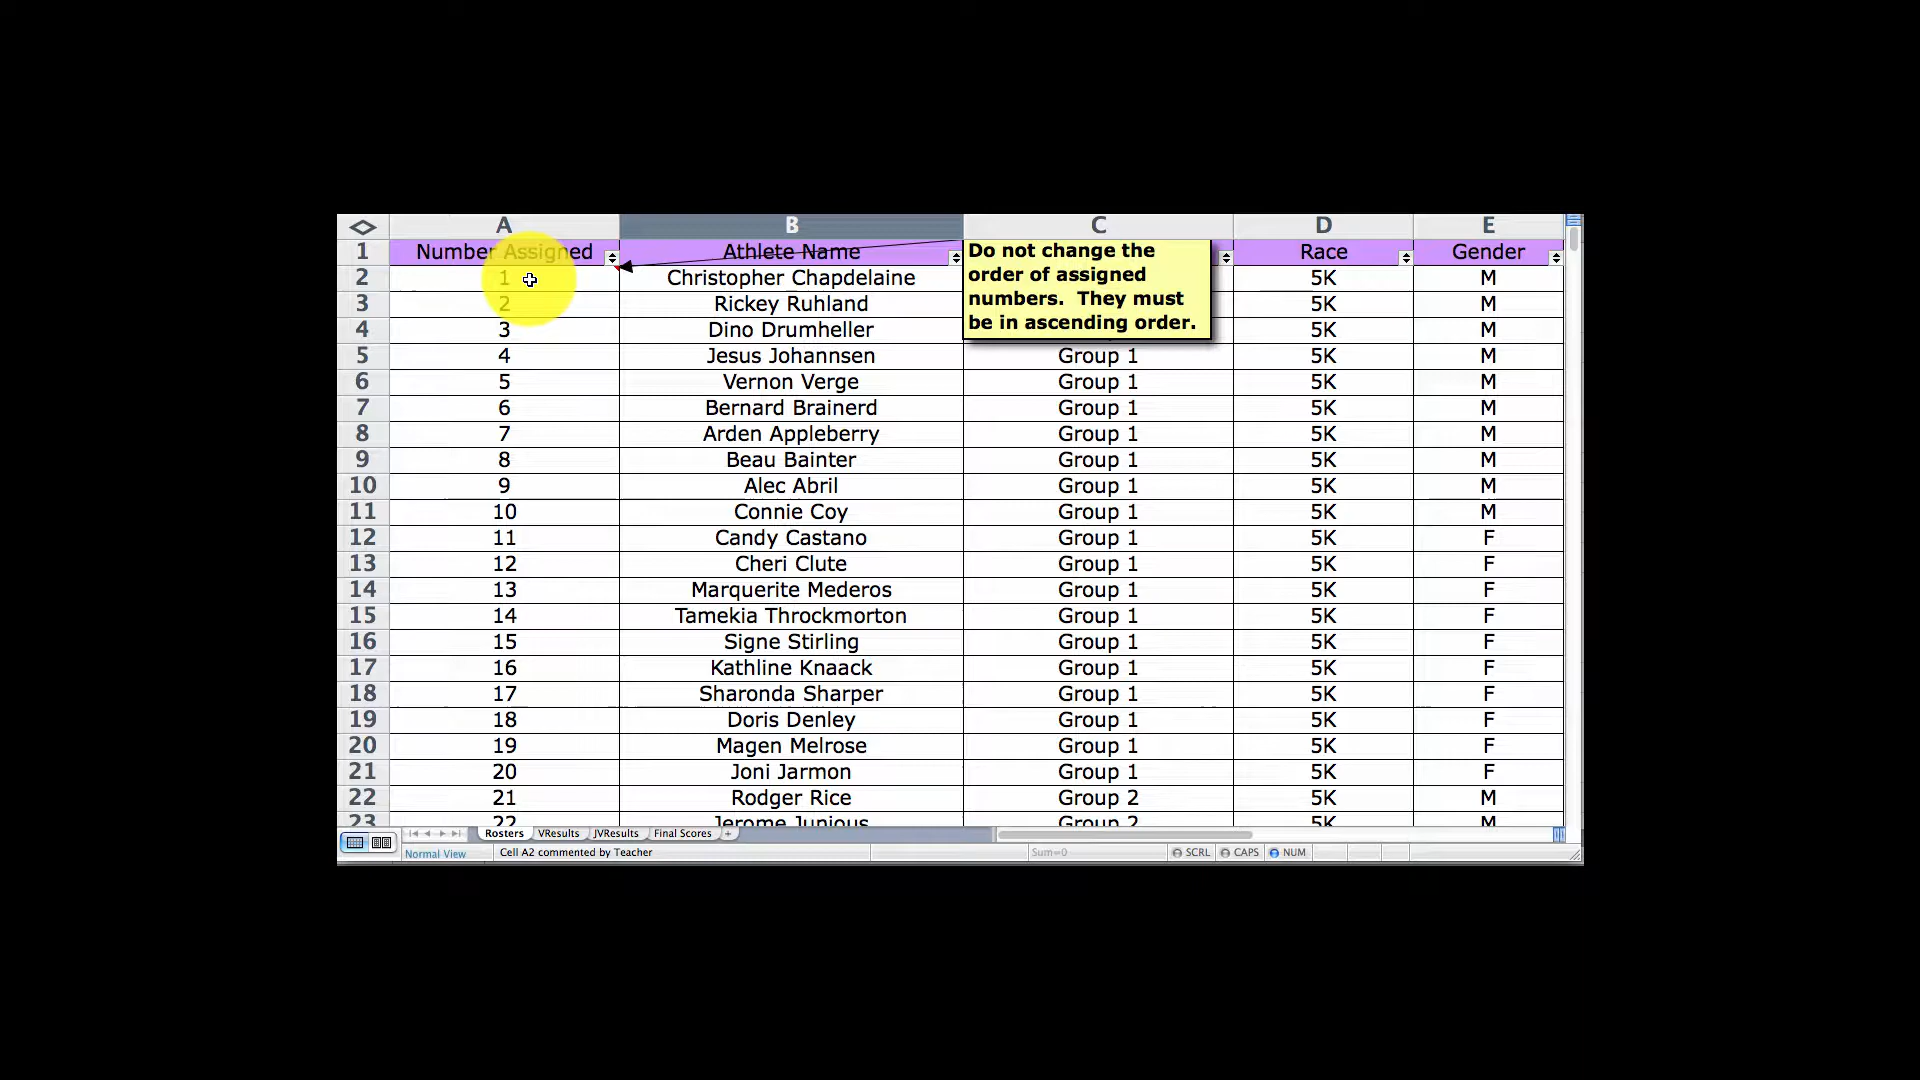 A B C D E
1 Number Assigned Athlete Name Race Gender
Do not change the
order of assigned
numbers. They must
be in ascending order.
2 1 Christopher Chapdelaine 5K M
3 2 Rickey Ruhland 5K M
4 3 Dino Drumheller 5K M
5 4 Jesus Johannsen Group 1 5K M
6 5 Vernon Verge Group 1 5K M
7 6 Bernard Brainerd Group 1 5K M
8 7 Arden Appleberry Group 1 5K M
9 8 Beau Bainter Group 1 5K M
10 9 Alec Abril Group 1 5K M
11 10 Connie Coy Group 1 5K M
12 11 Candy Castano Group 1 5K F
13 12 Cheri Clute Group 1 5K F
14 13 Marquerite Mederos Group 1 5K F
15 14 Tamekia Throckmorton Group 1 5K F
16 15 Signe Stirling Group 1 5K F
17 16 Kathline Knaack Group 1 5K F
18 17 Sharonda Sharper Group 1 5K F
19 18 Doris Denley Group 1 5K F
20 19 Magen Melrose Group 1 5K F
21 20 Joni Jarmon Group 1 5K F
22 21 Rodger Rice Group 2 5K M
23 22 Jerome Junious Group 2 5K M
Rosters VResults JVResults Final Scores +
Normal View Cell A2 commented by Teacher Sum=0 SCRL CAPS NUM